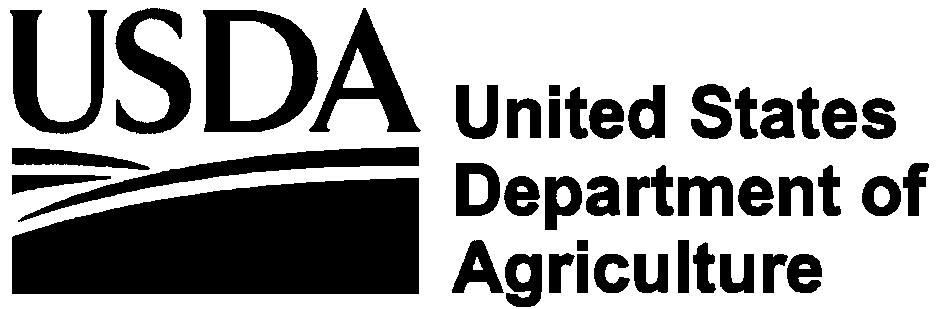 USDA
United States
Department of
Agriculture